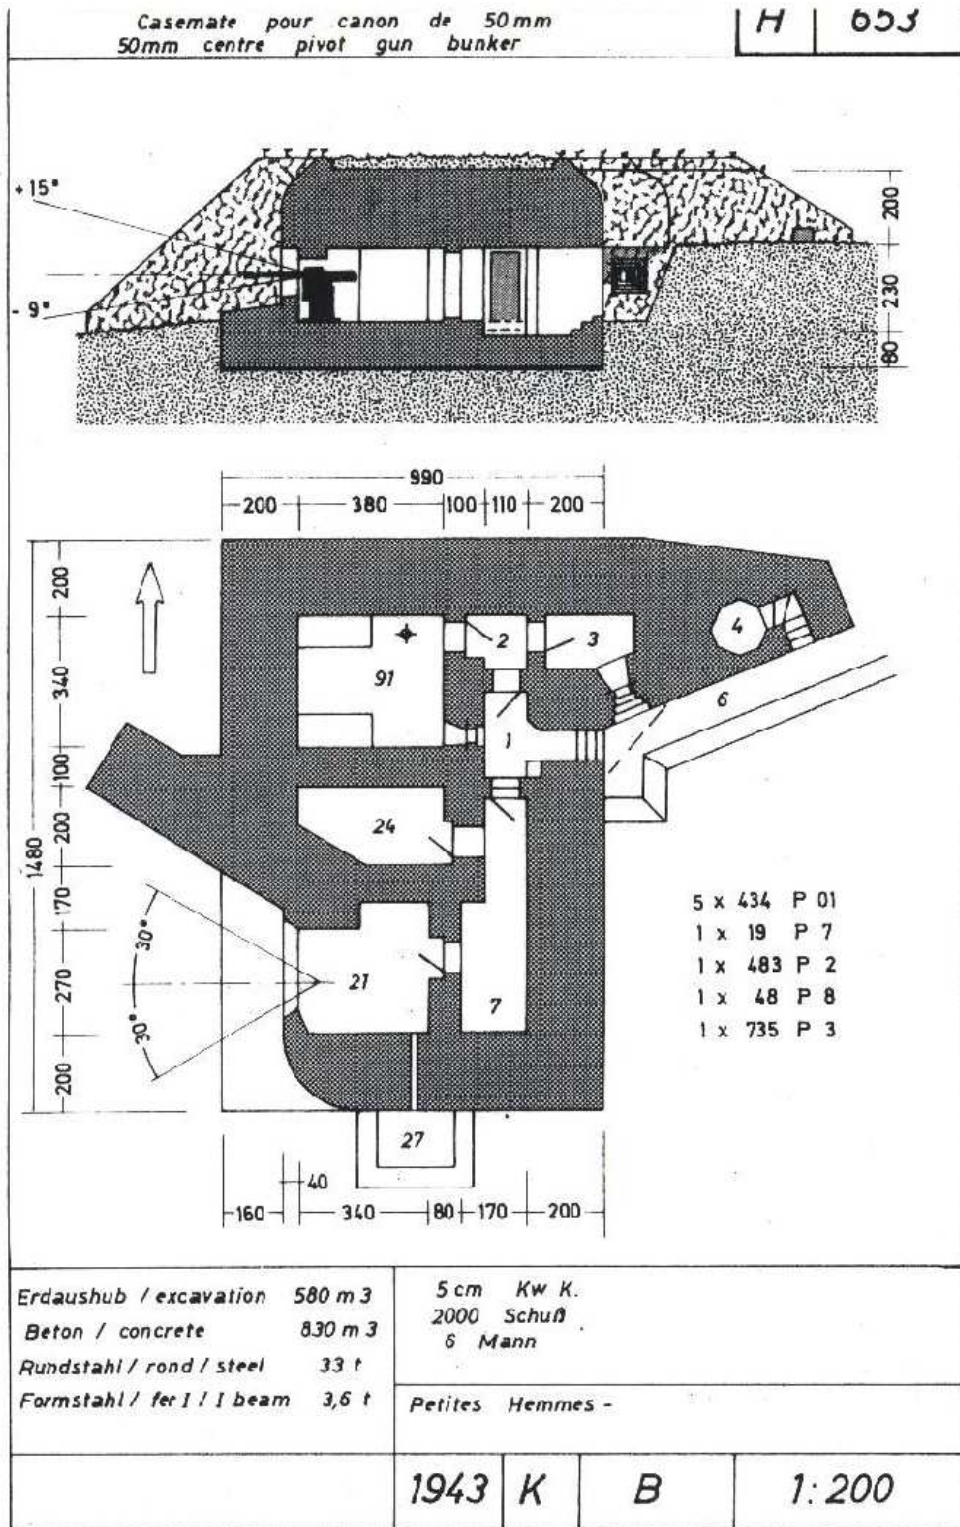 Casemate pour canon de 50mm
50mm centre pivot gun bunker
H 653
+15°
- 9°
200
230
80
990
200 380 100 110 200
200
340
100
200
170
270
200
1480
91
2
3
4
1
6
24
21
7
27
30°
30°
5 x 434 P 01
1 x 19 P 7
1 x 483 P 2
1 x 48 P 8
1 x 735 P 3
40
160 340 80 170 200
Erdaushub / excavation 580 m 3
Beton / concrete 830 m 3
Rundstahl / rond / steel 33 t
Formstahl / fer I / I beam 3,6 t
5 cm Kw K.
2000 Schuß
6 Mann
Petites Hemmes -
1943 K B 1:200